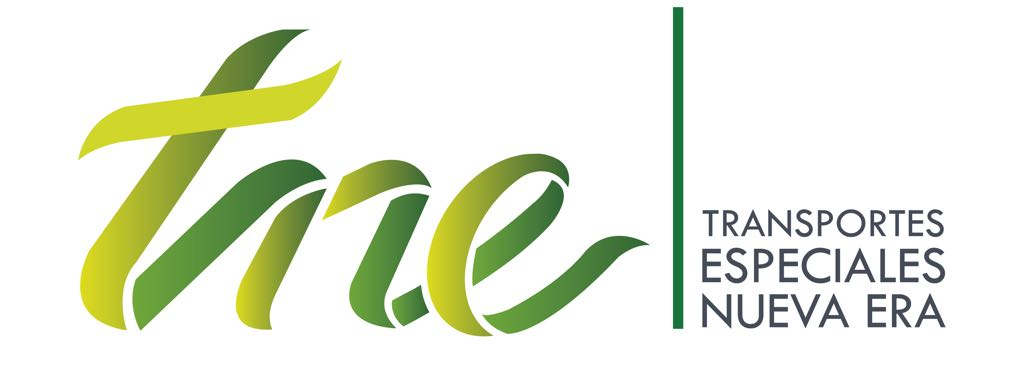 tne
TRANSPORTES
ESPECIALES
NUEVA ERA